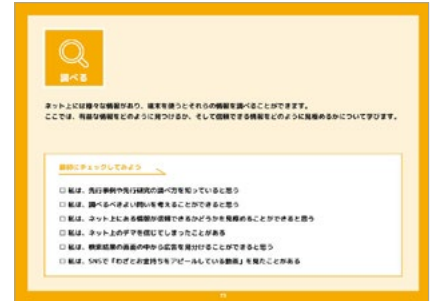 調べる
ネット上には様々な情報があり、端末を使うとそれらの情報を調べることができます。
ここでは、有益な情報をどのように見つけるか、そして信頼できる情報をどのように見極めるかについて学びます。
最初にチェックしてみよう
□ 私は、先行事例や先行研究の調べ方を知っていると思う
□ 私は、調べるべきよい問いを考えることができると思う
□ 私は、ネット上にある情報が信頼できるかどうかを見極めることができると思う
□ 私は、ネット上のデマを信じてしまったことがある
□ 私は、検索結果の画面の中から広告を見分けることができると思う
□ 私は、SNSで「わざとお金持ちをアピールしている動画」を見たことがある